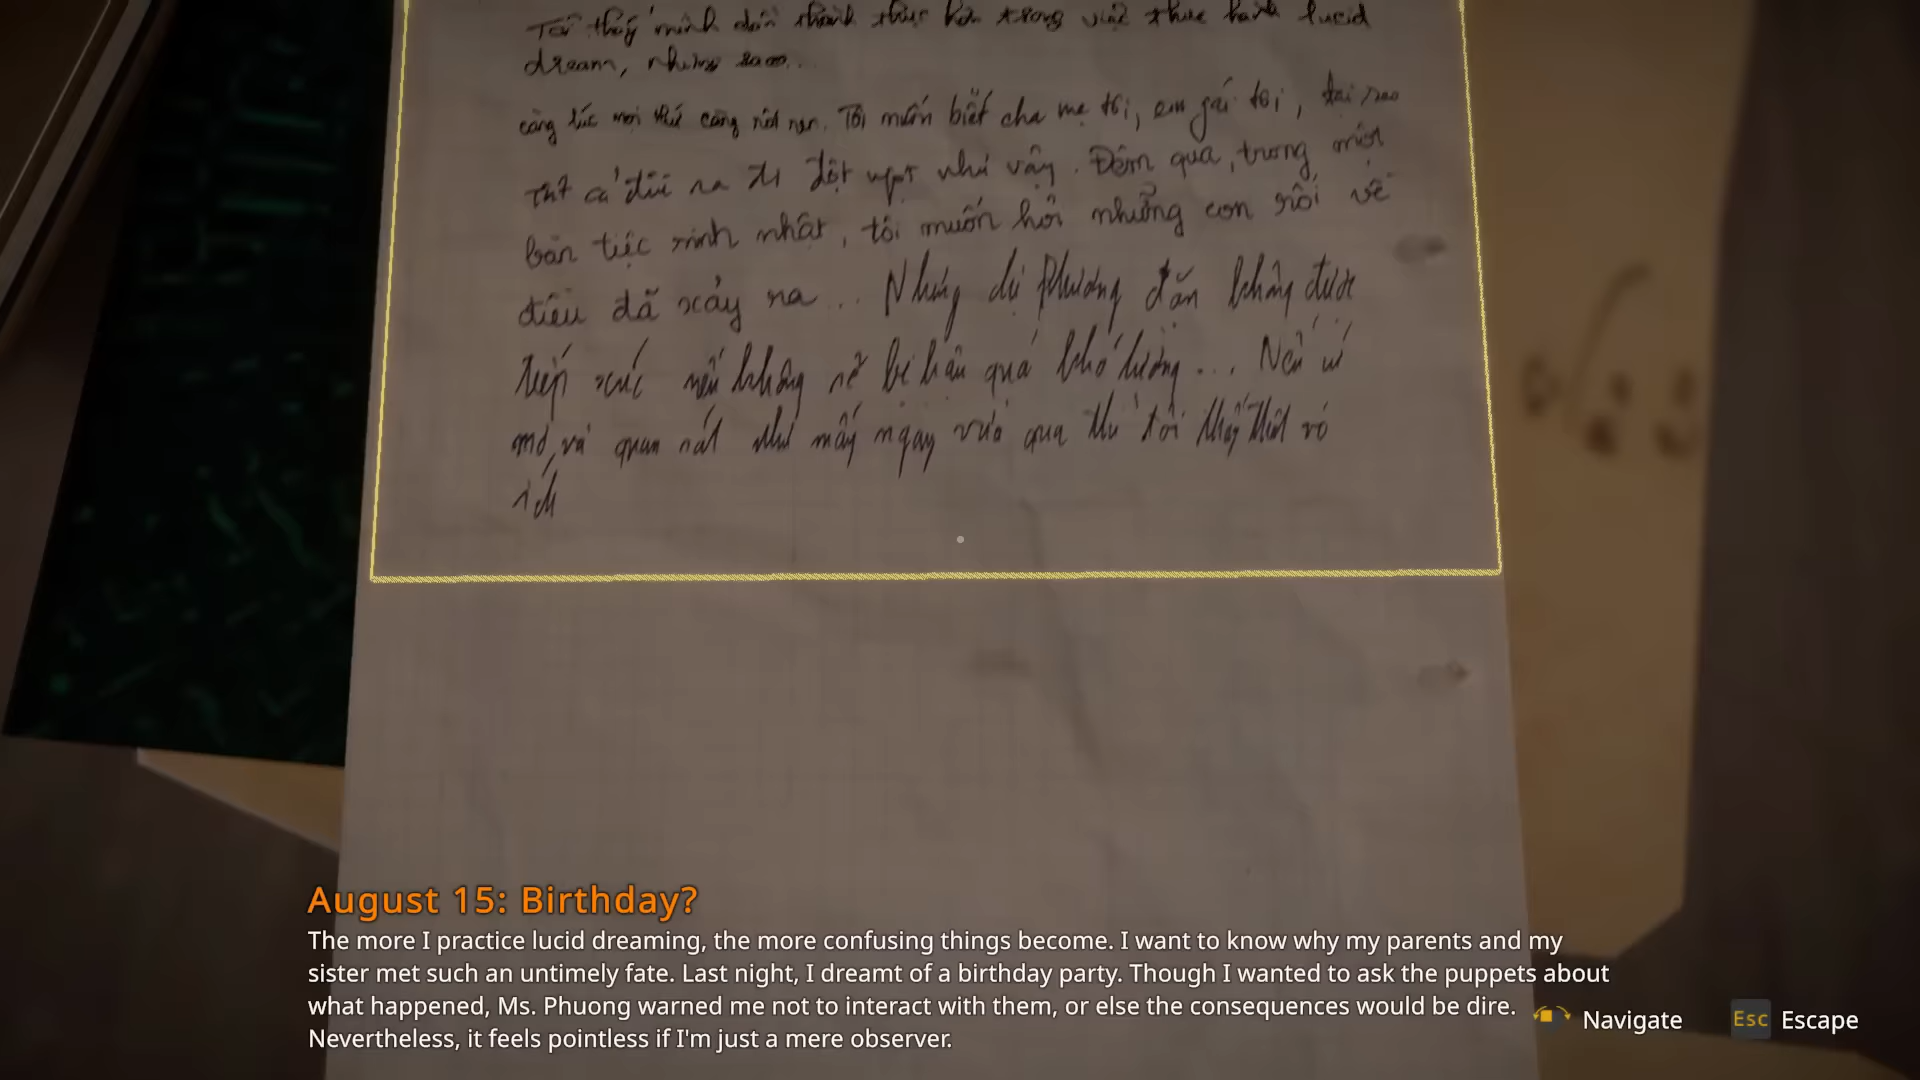 Tôi thấy mình dần thành thục hơn trong việc thực hành lucid
dream, nhưng sao...
càng lúc mọi thứ càng rối ren. Tôi muốn biết cha mẹ tôi, em gái tôi, tại sao
tất cả đều ra đi đột ngột như vậy. Đêm qua, trong một
bàn tiệc sinh nhật, tôi muốn hỏi những con rối về
điều đã xảy ra... Nhưng dì Phương dặn không được
tiếp xúc nếu không sẽ bị hậu quả khó lường... Nếu cứ
mơ và quan sát như mấy ngày vừa qua thì tôi thấy thật vô
ích
August 15: Birthday?
The more I practice lucid dreaming, the more confusing things become. I want to know why my parents and my
sister met such an untimely fate. Last night, I dreamt of a birthday party. Though I wanted to ask the puppets about
what happened, Ms. Phuong warned me not to interact with them, or else the consequences would be dire.
Nevertheless, it feels pointless if I'm just a mere observer.
Navigate
Esc Escape